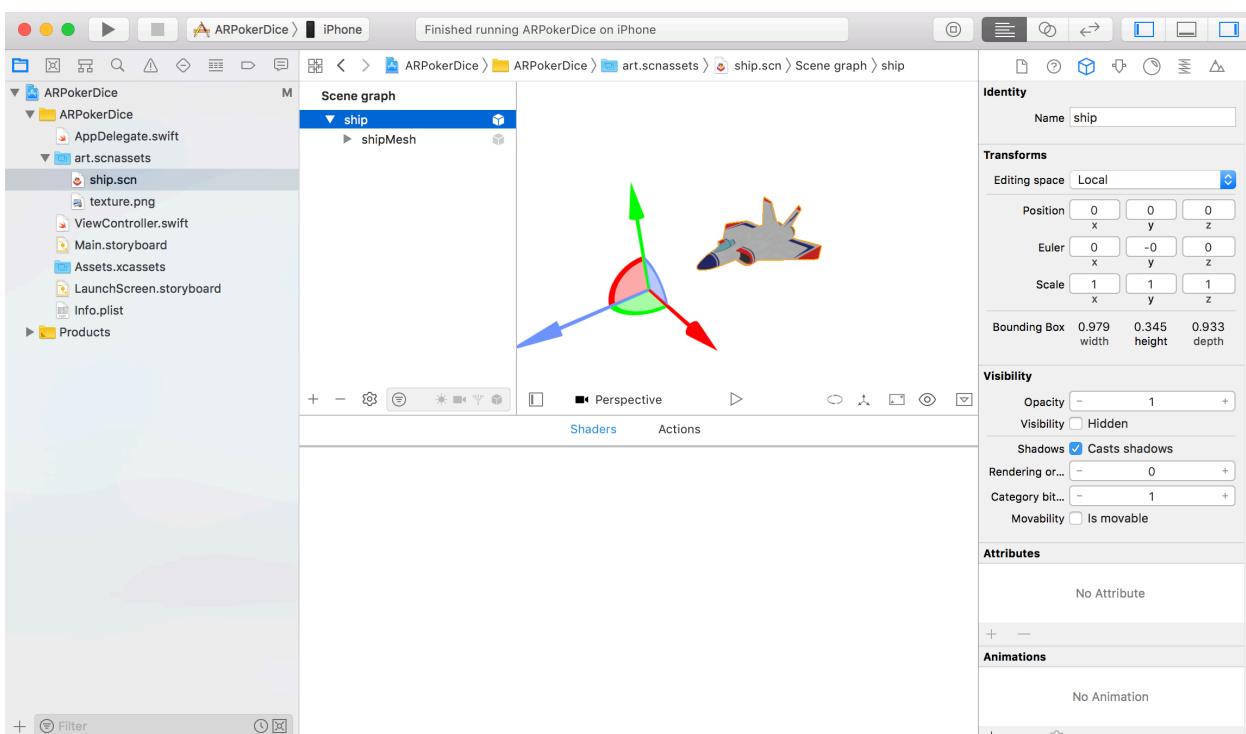 ARPokerDice 〉 iPhone
Finished running ARPokerDice on iPhone
ARPokerDice 〉 ARPokerDice 〉 art.scnassets 〉 ship.scn 〉 Scene graph 〉 ship
ARPokerDice M
ARPokerDice
AppDelegate.swift
art.scnassets
ship.scn
texture.png
ViewController.swift
Main.storyboard
Assets.xcassets
LaunchScreen.storyboard
Info.plist
Products
Filter
Scene graph
ship
shipMesh
Perspective
Shaders Actions
Identity
Name ship
Transforms
Editing space Local
Position 0 0 0
x y z
Euler 0 -0 0
x y z
Scale 1 1 1
x y z
Bounding Box 0.979 0.345 0.933
width height depth
Visibility
Opacity − 1 +
Visibility Hidden
Shadows Casts shadows
Rendering or... − 0 +
Category bit... − 1 +
Movability Is movable
Attributes
No Attribute
Animations
No Animation